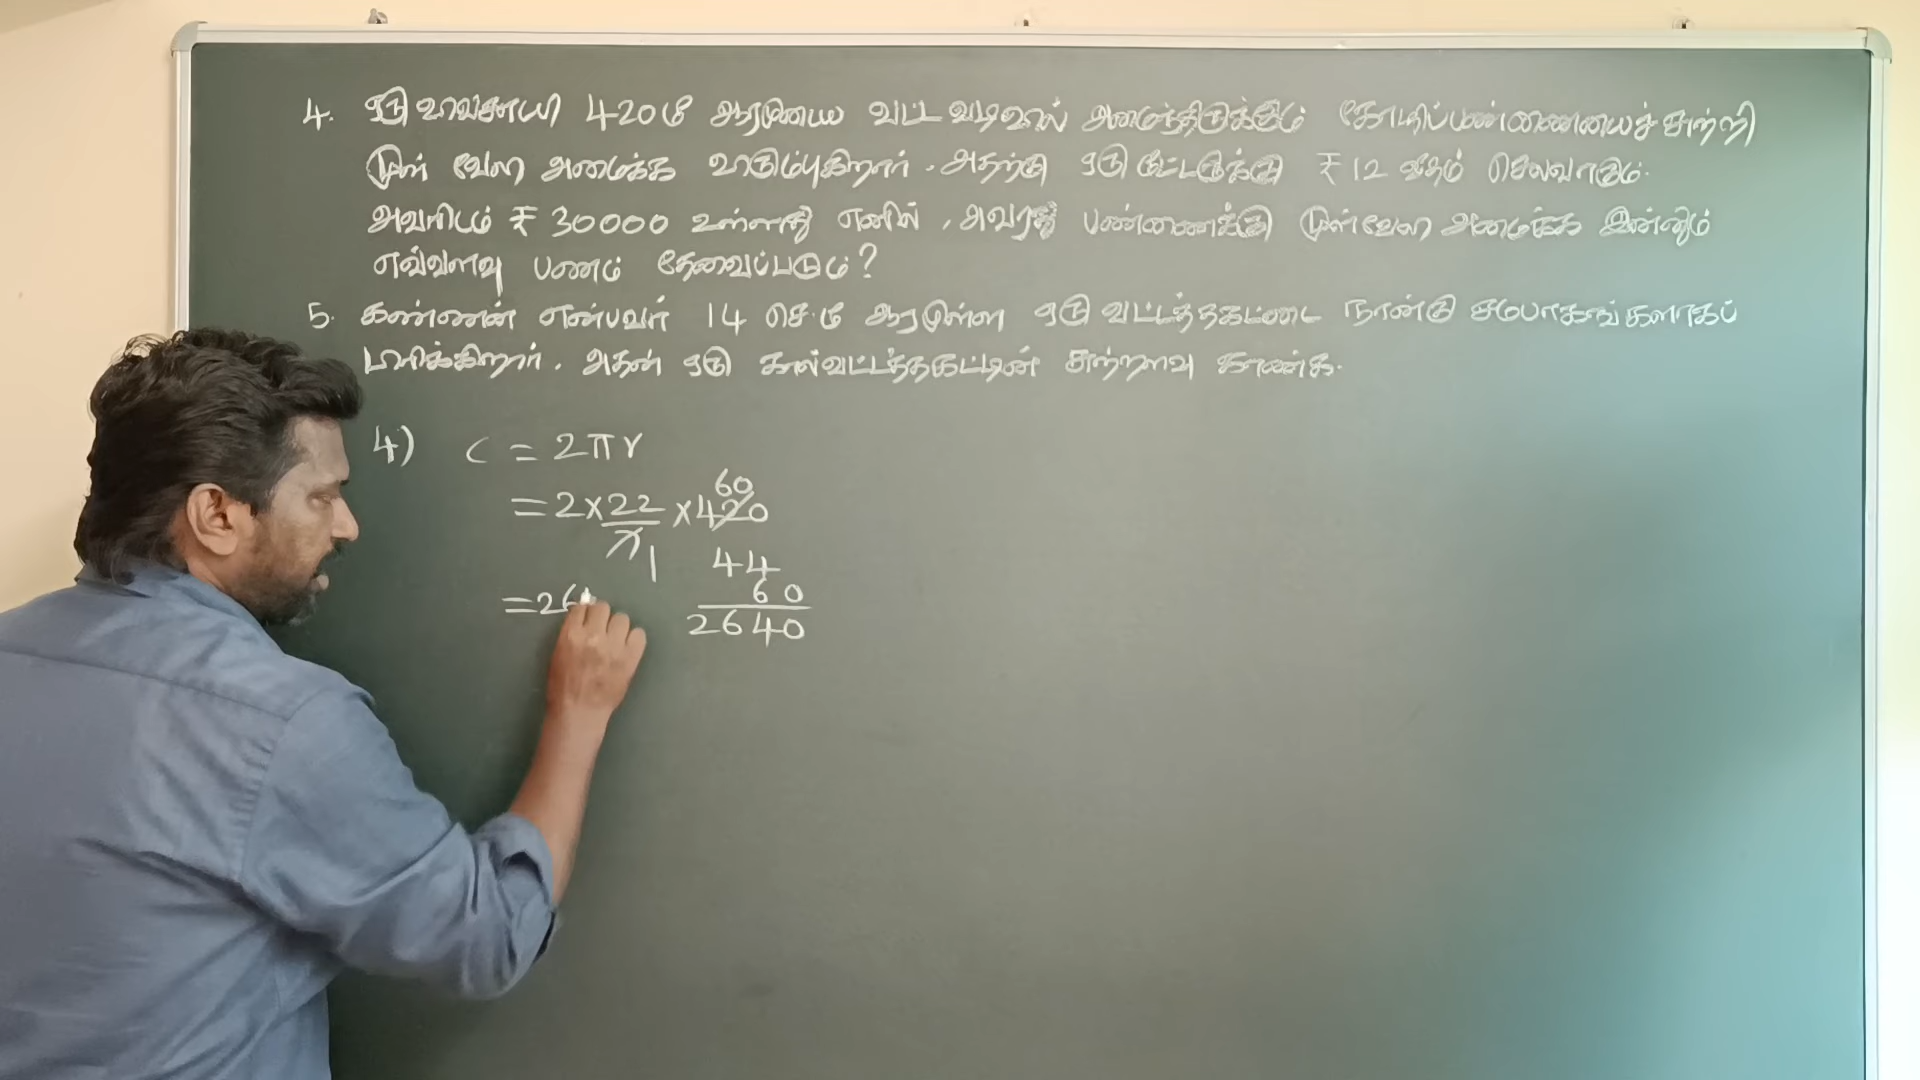 4. ஒரு விவசாயி 420மீ ஆரமுடைய வட்ட வடிவில் அமைந்திருக்கும் கோழிப்பண்ணையைச் சுற்றி
முள் வேலி அமைக்க விரும்புகிறார். அதற்கு ஒரு மீட்டருக்கு ₹12 வீதம் செலவாகும்.
அவரிடம் ₹ 30000 உள்ளது எனில், அவரது பண்ணைக்கு முள்வேலி அமைக்க இன்னும்
எவ்வளவு பணம் தேவைப்படும்?
5. கண்ணன் என்பவர் 14 செ.மீ ஆரமுள்ள ஒரு வட்டத்தகட்டை நான்கு சமபாகங்களாகப்
பிரிக்கிறார். அதன் ஒரு கால்வட்டத்தகட்டின் சுற்றளவு காண்க.
4) C = 2πr
60
= 2 × 22/7 × 420
1
44
60
2640
= 26